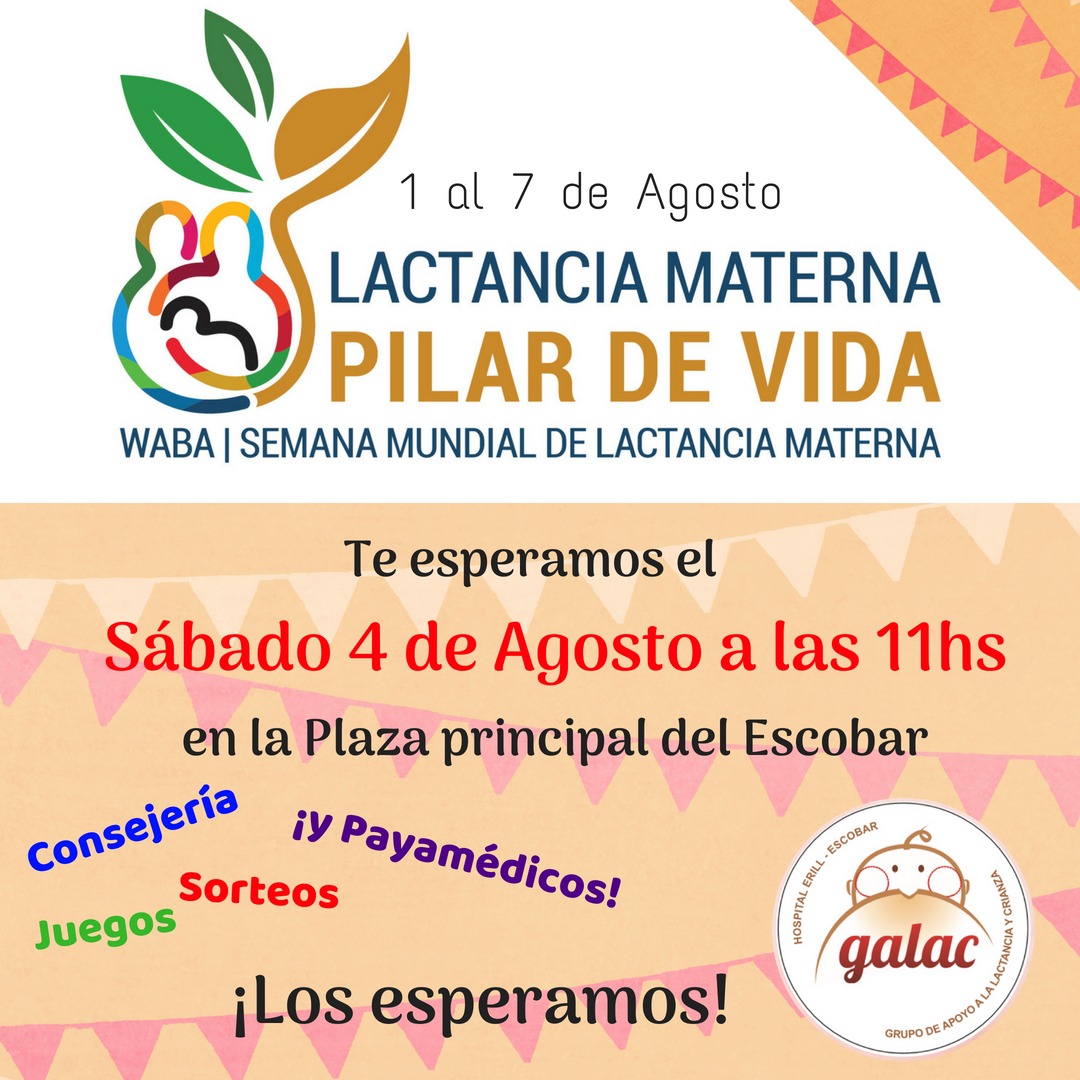 1 al 7 de Agosto
LACTANCIA MATERNA
PILAR DE VIDA
WABA | SEMANA MUNDIAL DE LACTANCIA MATERNA
Te esperamos el
Sábado 4 de Agosto a las 11hs
en la Plaza principal del Escobar
Consejería
¡y Payamédicos!
Sorteos
Juegos
¡Los esperamos!
HOSPITAL ERILL - ESCOBAR
galac
GRUPO DE APOYO A LA LACTANCIA Y CRIANZA